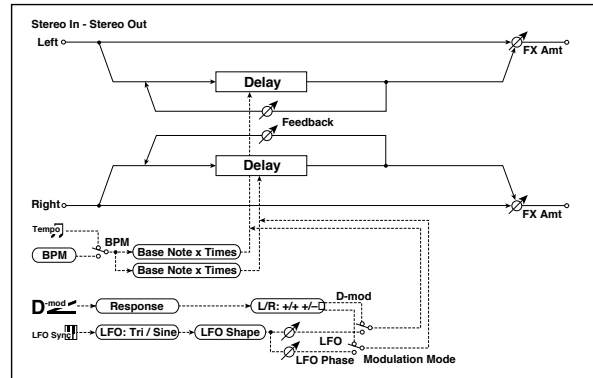 Stereo In - Stereo Out
Left
FX Amt
Delay
Feedback
Delay
Right
FX Amt
Tempo
BPM
BPM
Base Note x Times
Base Note x Times
D-mod
Response
L/R: +/+ +/–
D-mod
LFO Sync
LFO: Tri / Sine
LFO Shape
LFO
LFO Phase
Modulation Mode